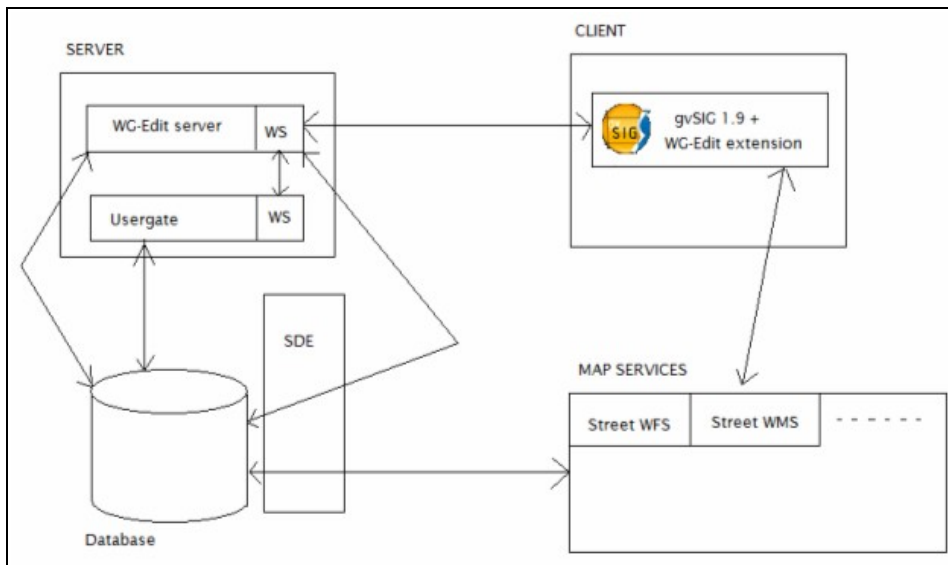 SERVER
CLIENT
WG-Edit server
WS
SIG
gvSIG 1.9 +
WG-Edit extension
Usergate
WS
SDE
MAP SERVICES
Street WFS
Street WMS
Database